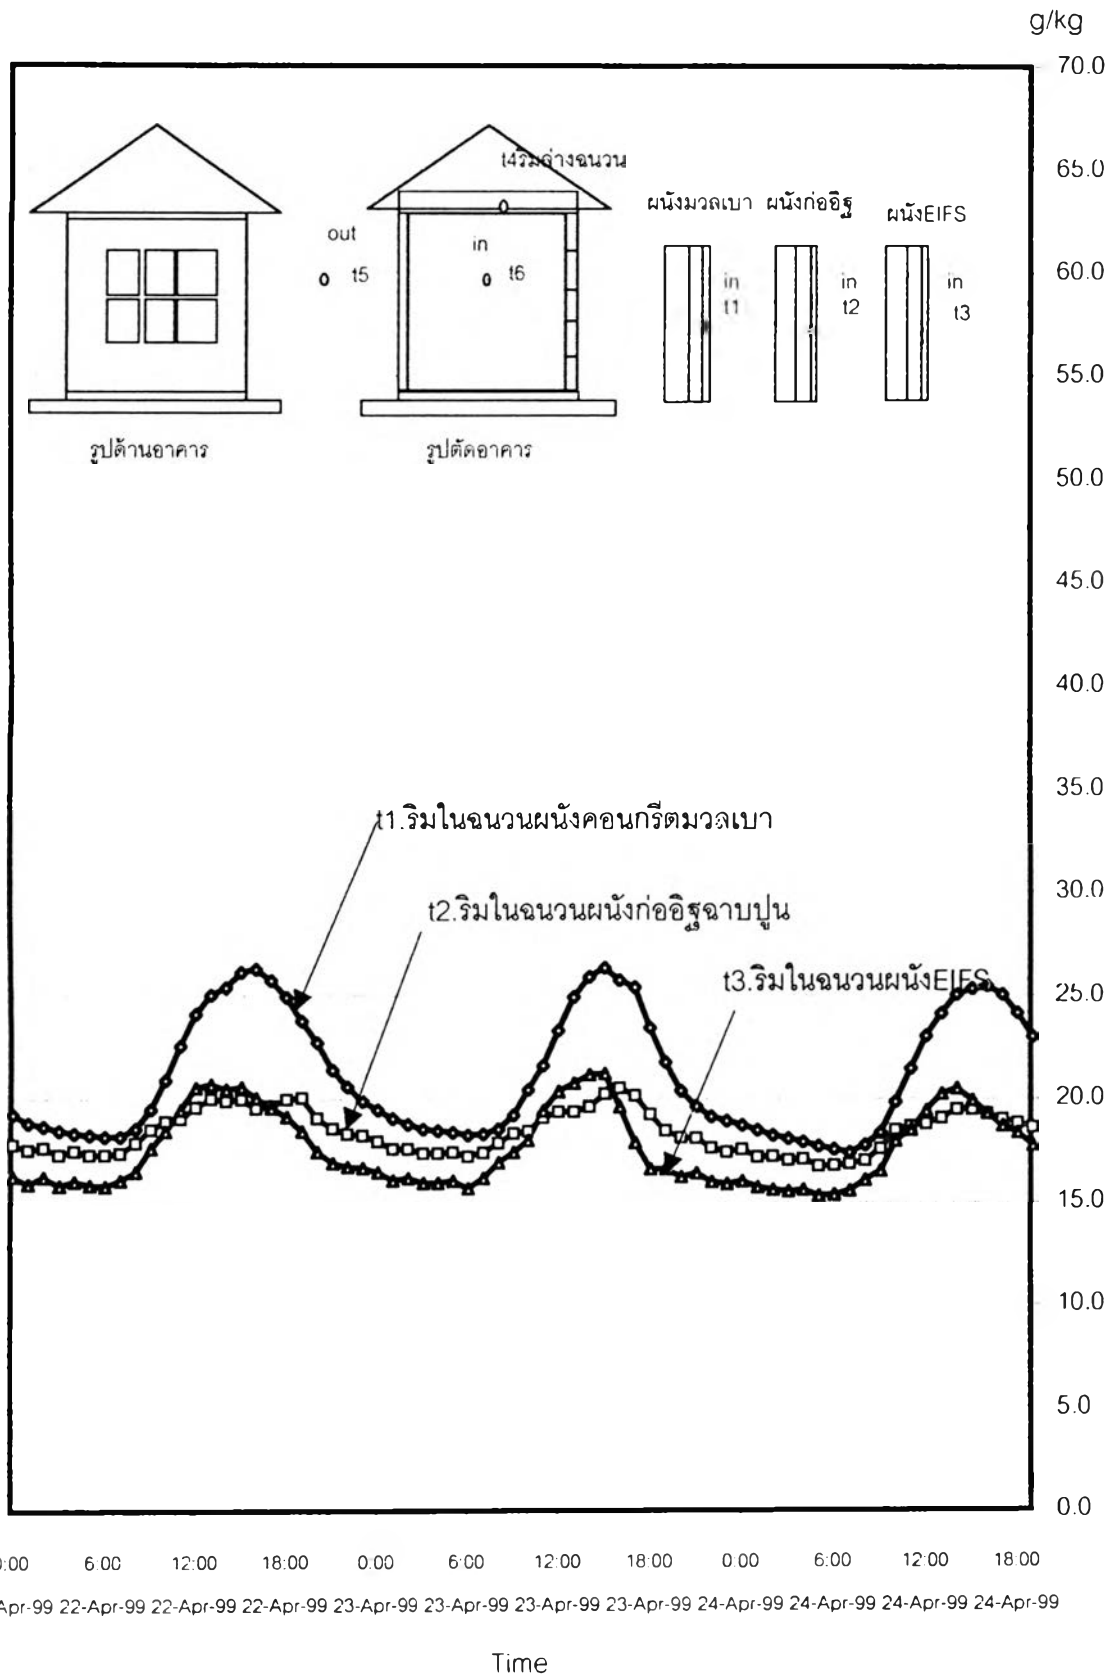 g/kg
70.0
65.0
60.0
55.0
50.0
45.0
40.0
35.0
30.0
25.0
20.0
15.0
10.0
5.0
0.0
t4ริมล่างฉนวน
out
t5
in
t6
ผนังมวลเบา ผนังก่ออิฐ ผนังEIFS
in
t1
in
t2
in
t3
รูปด้านอาคาร
รูปตัดอาคาร
t1.ริมในฉนวนผนังคอนกรีตมวลเบา
t2.ริมในฉนวนผนังก่ออิฐฉาบปูน
t3.ริมในฉนวนผนังEIFS
:00 6:00 12:00 18:00 0:00 6:00 12:00 18:00 0:00 6:00 12:00 18:00
Apr-99 22-Apr-99 22-Apr-99 22-Apr-99 23-Apr-99 23-Apr-99 23-Apr-99 23-Apr-99 24-Apr-99 24-Apr-99 24-Apr-99 24-Apr-99
Time